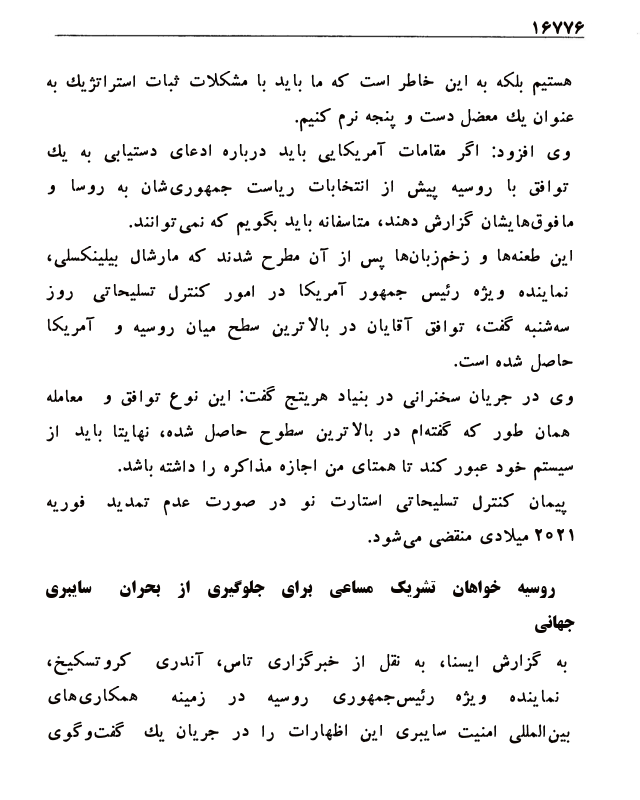 ۱۶۷۷۶
هستیم بلکه به این خاطر است که ما باید با مشکلات ثبات استراتژیك به
عنوان یك معضل دست و پنجه نرم کنیم.
وی افزود: اگر مقامات آمریکایی باید درباره ادعای دستیابی به یك
توافق با روسیه پیش از انتخابات ریاست جمهوری‌شان به روسا و
مافوق‌هایشان گزارش دهند، متاسفانه باید بگویم که نمی‌توانند.
این طعنه‌ها و زخم‌زبان‌ها پس از آن مطرح شدند که مارشال بیلینکسلی،
نماینده ویژه رئیس جمهور آمریکا در امور کنترل تسلیحاتی روز
سه‌شنبه گفت، توافق آقایان در بالاترین سطح میان روسیه و آمریکا
حاصل شده است.
وی در جریان سخنرانی در بنیاد هریتج گفت: این نوع توافق و معامله
همان طور که گفته‌ام در بالاترین سطوح حاصل شده، نهایتا باید از
سیستم خود عبور کند تا همتای من اجازه مذاکره را داشته باشد.
پیمان کنترل تسلیحاتی استارت نو در صورت عدم تمدید فوریه
۲۰۲۱ میلادی منقضی می‌شود.
روسیه خواهان تشریک مساعی برای جلوگیری از بحران سایبری
جهانی
به گزارش ایسنا، به نقل از خبرگزاری تاس، آندری کروتسکیخ،
نماینده ویژه رئیس‌جمهوری روسیه در زمینه همکاری‌های
بین‌المللی امنیت سایبری این اظهارات را در جریان یك گفت‌وگوی